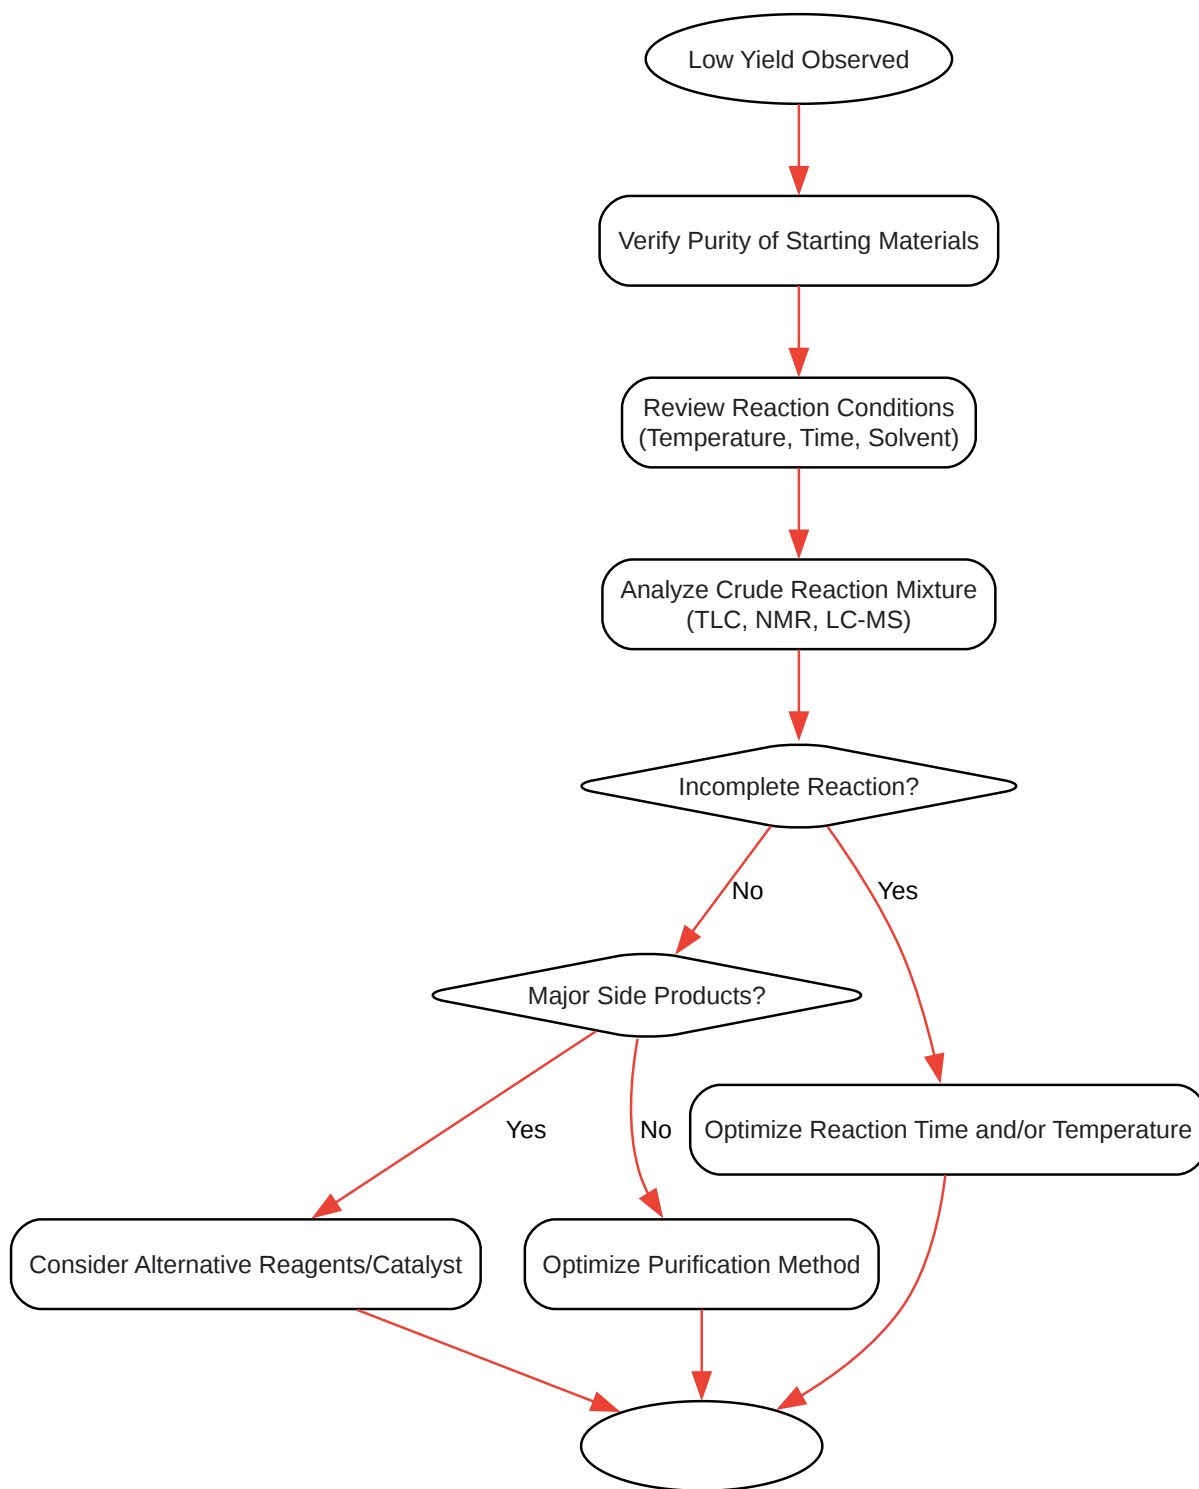 Low Yield Observed
Verify Purity of Starting Materials
Review Reaction Conditions
(Temperature, Time, Solvent)
Analyze Crude Reaction Mixture
(TLC, NMR, LC-MS)
Incomplete Reaction?
No
Yes
Major Side Products?
Yes
No
Optimize Reaction Time and/or Temperature
Consider Alternative Reagents/Catalyst
Optimize Purification Method